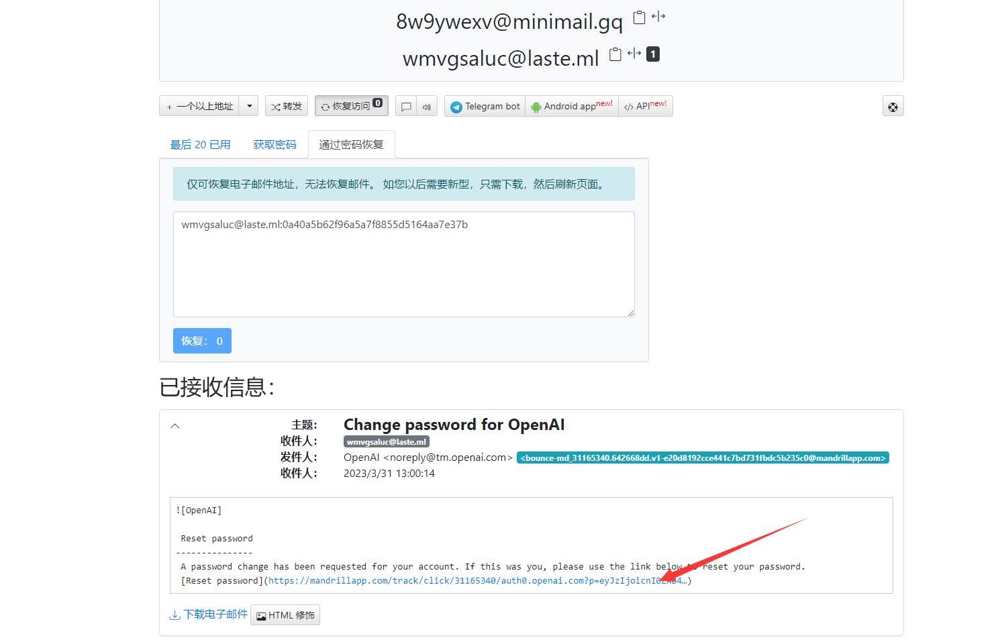 8w9ywexv@minimail.gq
wmvgsaluc@laste.ml 1
+ 一个以上地址 转发 恢复访问 0 Telegram bot Android app new! </> API new!
最后 20 已用 获取密码 通过密码恢复
仅可恢复电子邮件地址，无法恢复邮件。 如您以后需要新型，只需下载，然后刷新页面。
wmvgsaluc@laste.ml:0a40a5b62f96a5a7f8855d5164aa7e37b
恢复： 0
已接收信息：
主题： Change password for OpenAI
收件人： wmvgsaluc@laste.ml
发件人： OpenAI <noreply@tm.openai.com> <bounce-md_31165340.642668dd.v1-e20d8192cce441c7bd731fbdc5b235c0@mandrillapp.com>
收件人： 2023/3/31 13:00:14
![OpenAI]
Reset password
---------------
A password change has been requested for your account. If this was you, please use the link below to reset your password.
[Reset password](https://mandrillapp.com/track/click/31165340/auth0.openai.com?p=eyJzIjoicnI0ZXB4…)
下载电子邮件 HTML 修饰